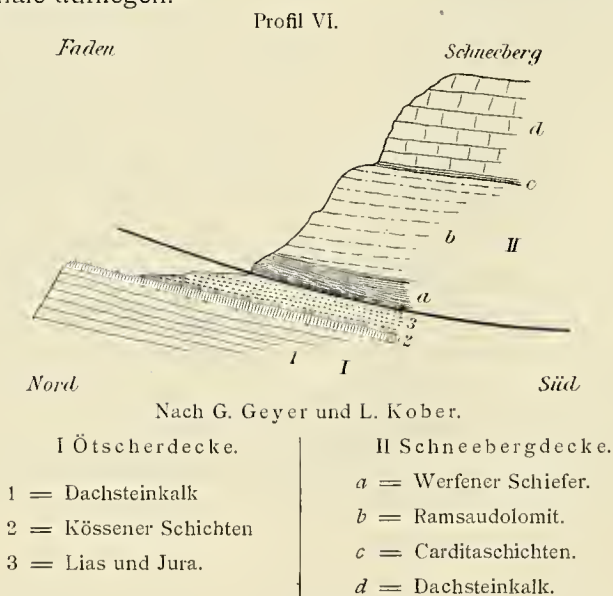 Profil VI.
Faden
Schneeberg
d
c
b
II
a
3
2
1
I
Nord
Süd
Nach G. Geyer und L. Kober.
I Ötscherdecke.
1 = Dachsteinkalk
2 = Kössener Schichten
3 = Lias und Jura.
II Schneebergdecke.
a = Werfener Schiefer.
b = Ramsaudolomit.
c = Carditaschichten.
d = Dachsteinkalk.